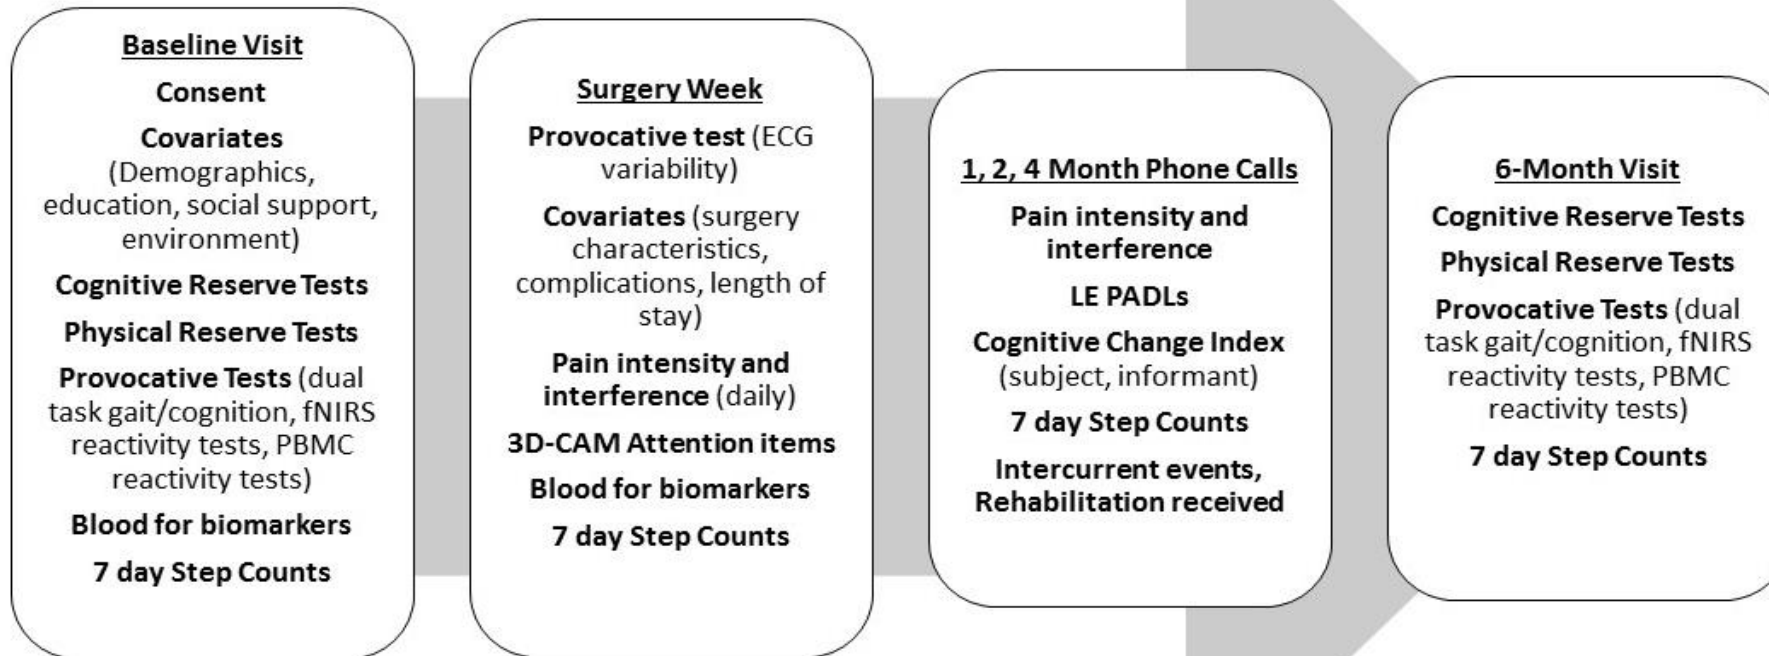 Baseline Visit
Consent
Covariates
(Demographics,
education, social support,
environment)
Cognitive Reserve Tests
Physical Reserve Tests
Provocative Tests (dual
task gait/cognition, fNIRS
reactivity tests, PBMC
reactivity tests)
Blood for biomarkers
7 day Step Counts
Surgery Week
Provocative test (ECG
variability)
Covariates (surgery
characteristics,
complications, length of
stay)
Pain intensity and
interference (daily)
3D-CAM Attention items
Blood for biomarkers
7 day Step Counts
1, 2, 4 Month Phone Calls
Pain intensity and
interference
LE PADLs
Cognitive Change Index
(subject, informant)
7 day Step Counts
Intercurrent events,
Rehabilitation received
6-Month Visit
Cognitive Reserve Tests
Physical Reserve Tests
Provocative Tests (dual
task gait/cognition, fNIRS
reactivity tests, PBMC
reactivity tests)
7 day Step Counts